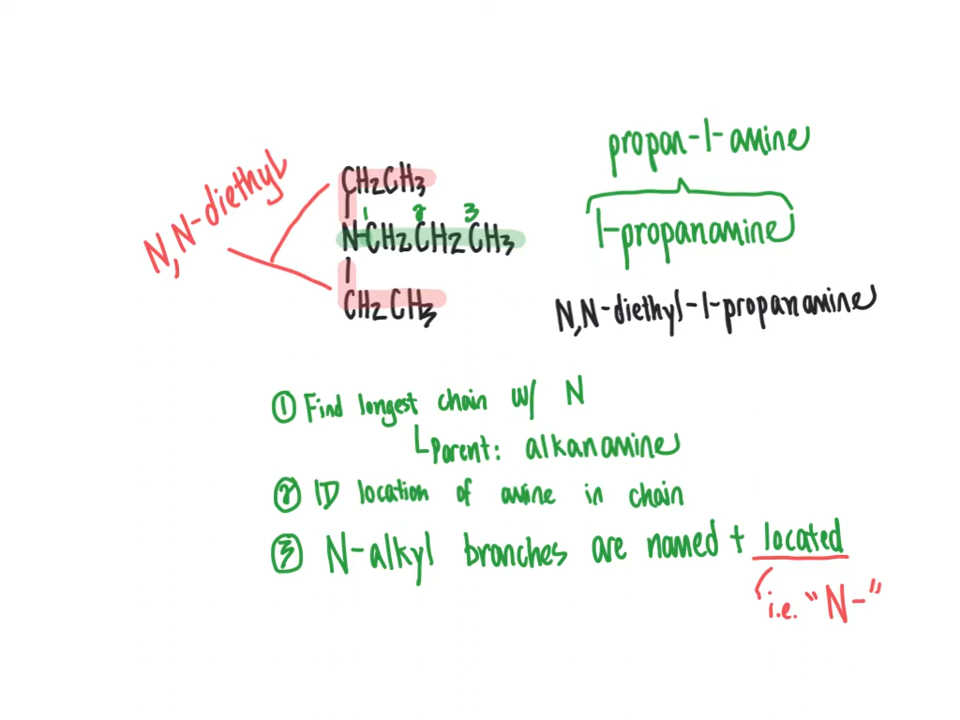 propan-1-amine
N,N-diethyl
CH2CH3
1 2 3
N-CH2CH2CH3
1-propanamine
CH2CH3
N,N-diethyl-1-propanamine
① Find longest chain w/ N
Parent: alkanamine
② ID location of amine in chain
③ N-alkyl branches are named + located
i.e. "N-"